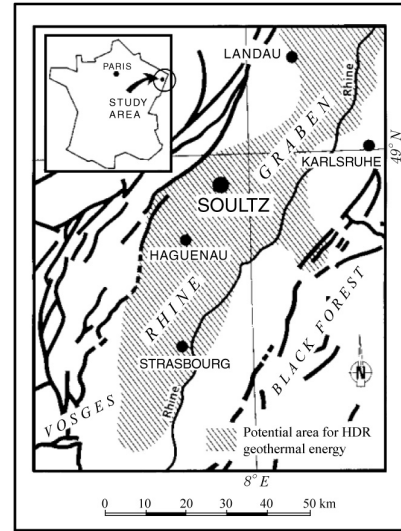 PARIS
STUDY
AREA
LANDAU
Rhine
GRABEN
KARLSRUHE
49° N
SOULTZ
HAGUENAU
RHINE
STRASBOURG
BLACK FOREST
N
VOSGES
Rhine
Potential area for HDR
geothermal energy
8° E
0 10 20 30 40 50 km